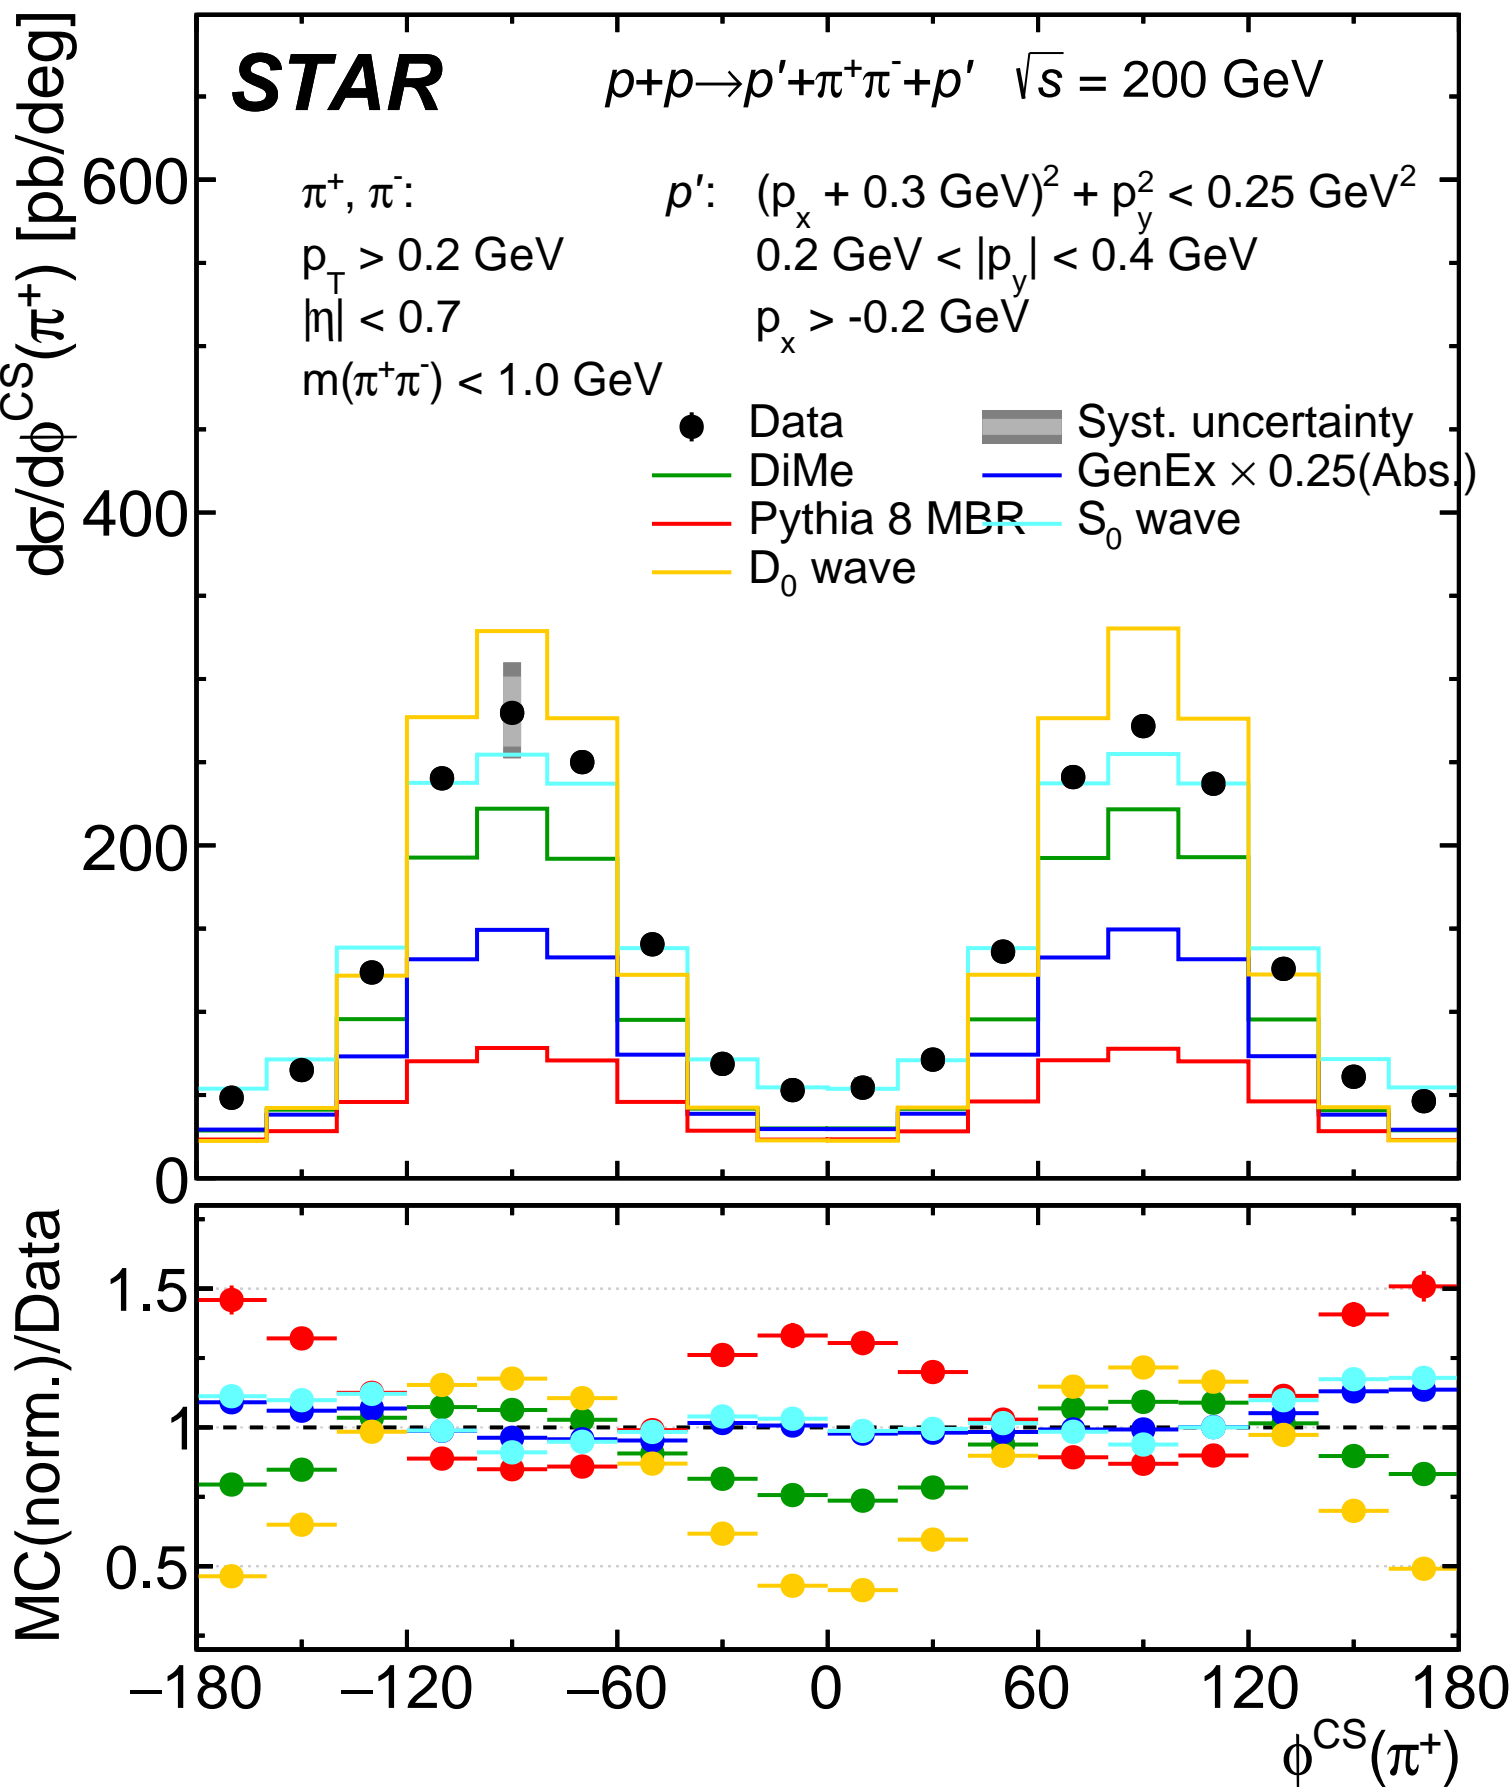 STAR p+p→p′+π⁺π⁻+p′ √s = 200 GeV
π⁺, π⁻: p′: (pₓ + 0.3 GeV)² + p_y² < 0.25 GeV²
p_T > 0.2 GeV 0.2 GeV < |p_y| < 0.4 GeV
|η| < 0.7 pₓ > -0.2 GeV
m(π⁺π⁻) < 1.0 GeV
Data Syst. uncertainty
DiMe GenEx × 0.25(Abs.)
Pythia 8 MBR S₀ wave
D₀ wave
dσ/dϕ^CS(π⁺) [pb/deg]
600
400
200
0
MC(norm.)/Data
1.5
1
0.5
−180 −120 −60 0 60 120 180
ϕ^CS(π⁺)